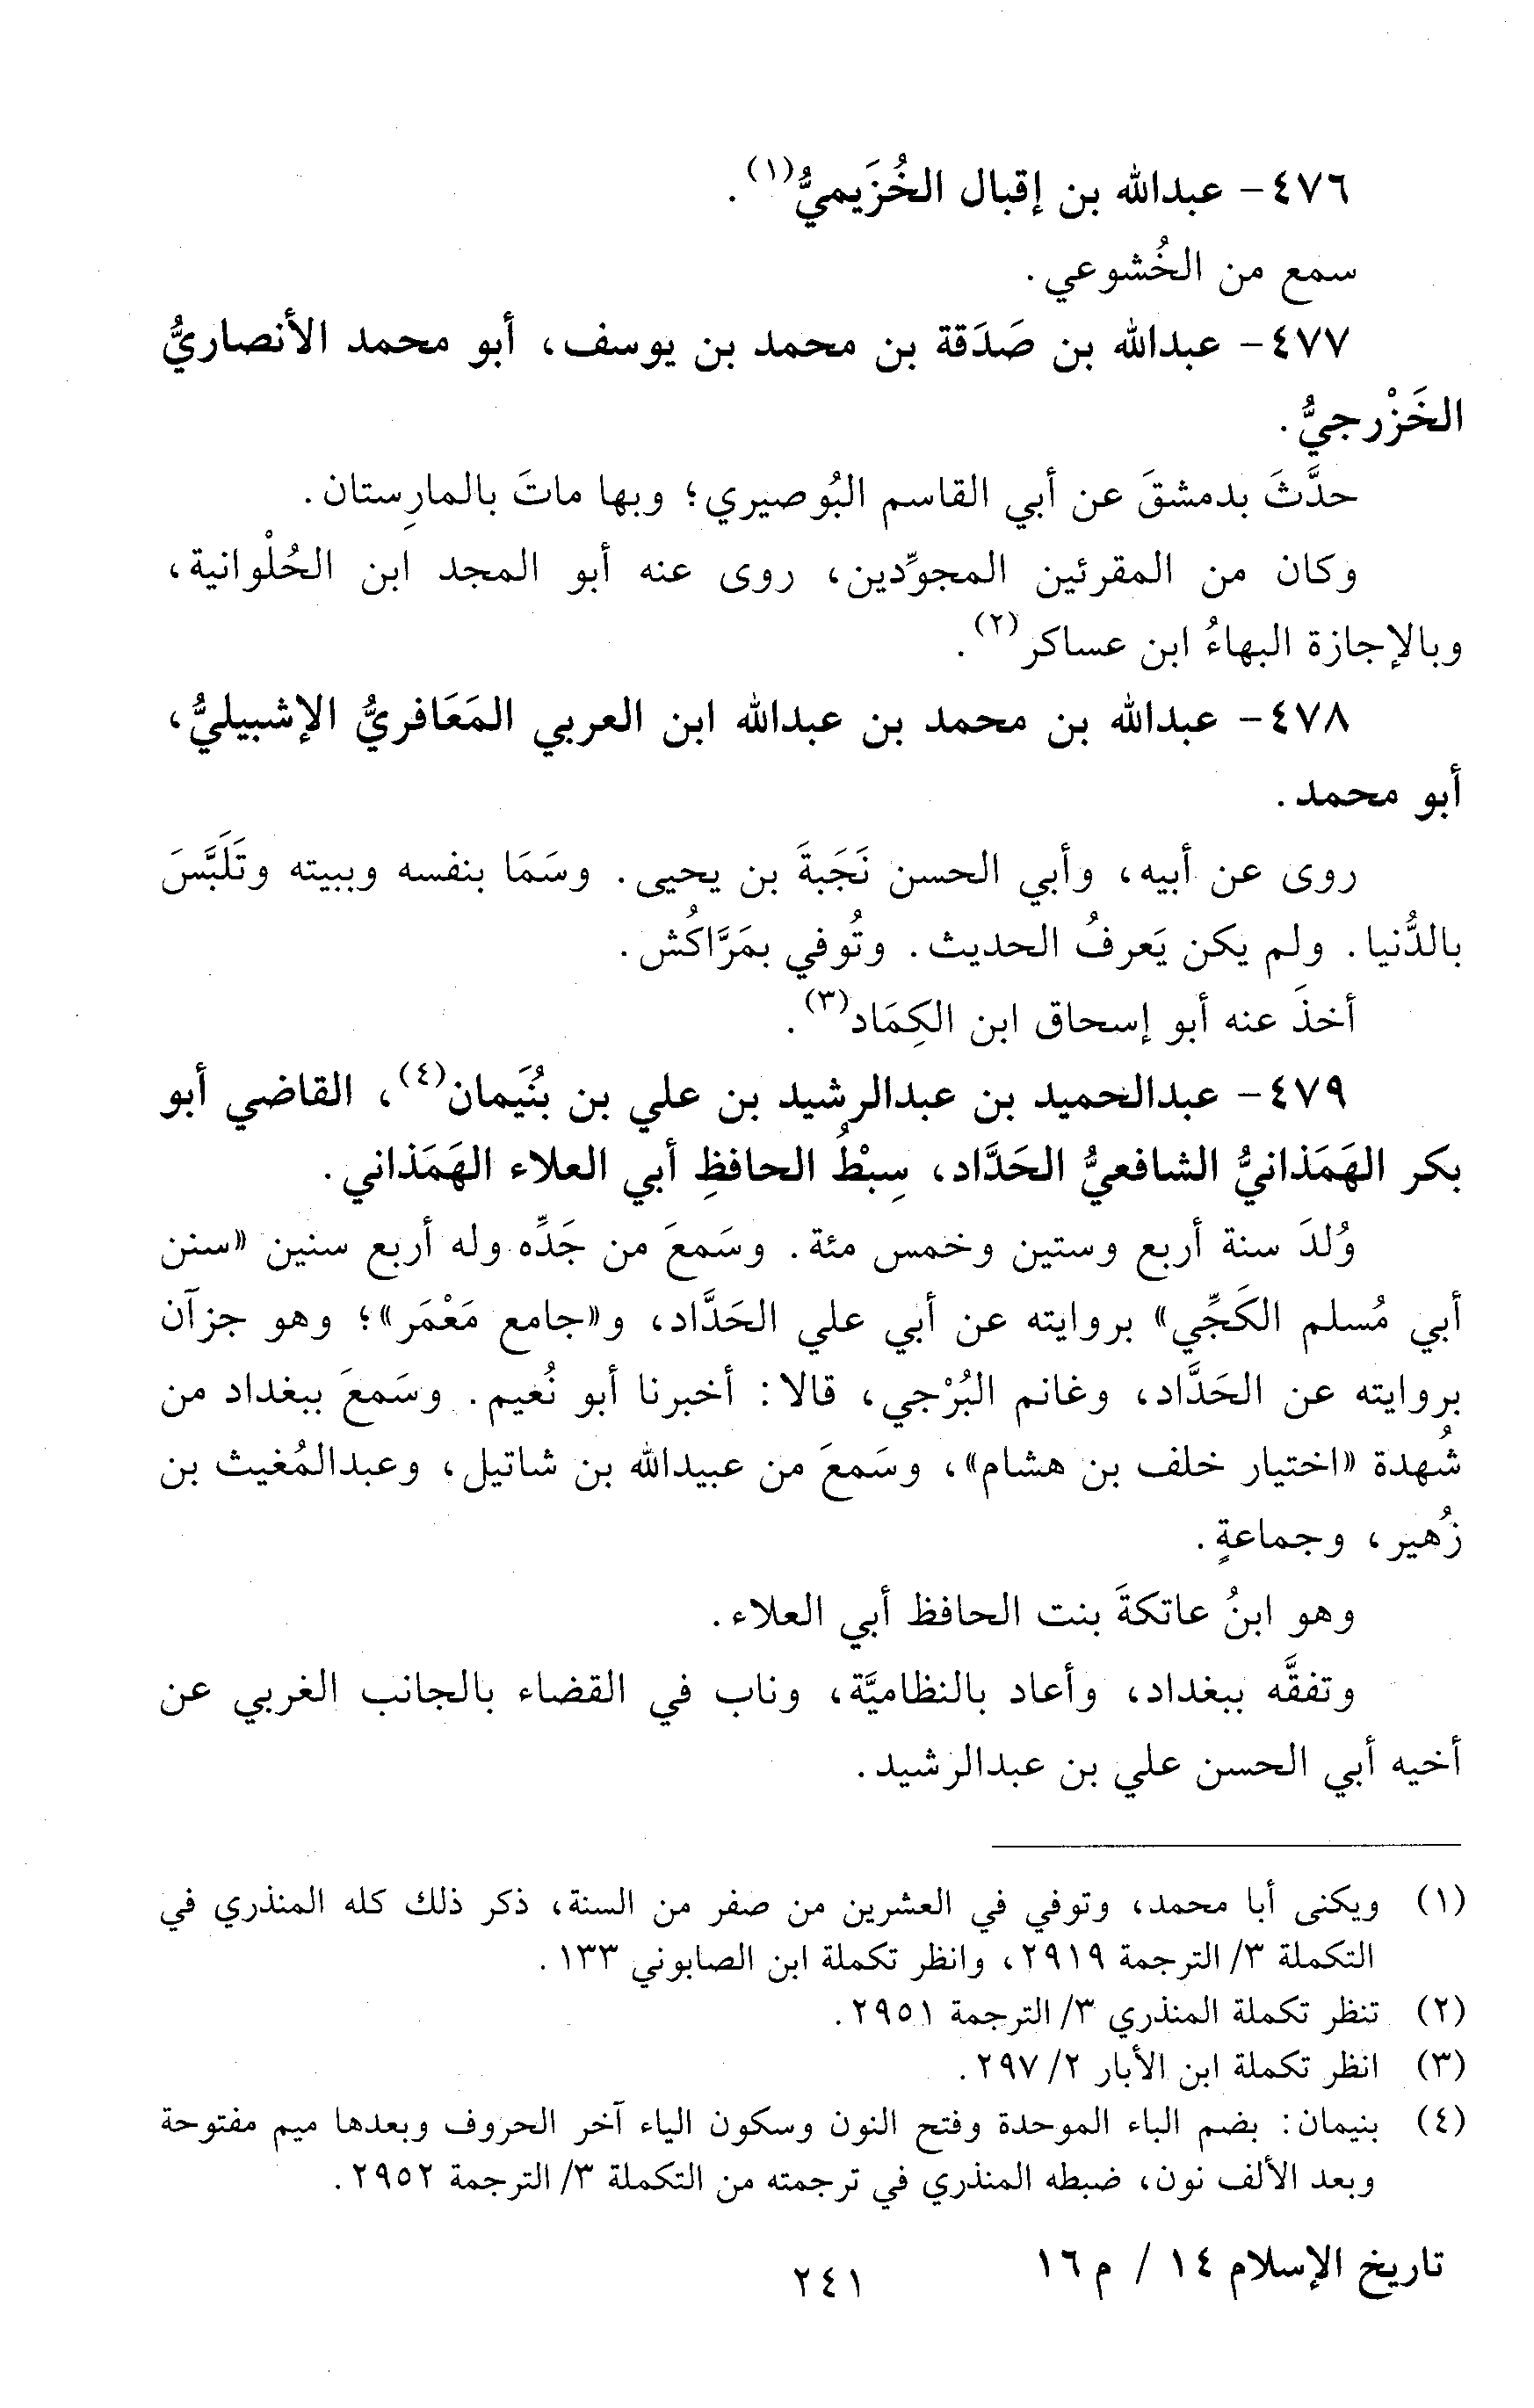 ٤٧٦- عبدالله بن إقبال الخُزَيميُّ(١).
سمع من الخُشوعي.
٤٧٧- عبدالله بن صَدَقة بن محمد بن يوسف، أبو محمد الأنصاريُّ
الخَزْرجيُّ.
حدَّثَ بدمشقَ عن أبي القاسم البُوصيري؛ وبها ماتَ بالمارِستان.
وكان من المقرئين المجوِّدين، روى عنه أبو المجد ابن الحُلْوانية،
وبالإجازة البهاءُ ابن عساكر(٢).
٤٧٨- عبدالله بن محمد بن عبدالله ابن العربي المَعَافريُّ الإشبيليُّ،
أبو محمد.
روى عن أبيه، وأبي الحسن نَجَبةَ بن يحيى. وسَمَا بنفسه وببيته وتَلَبَّسَ
بالدُّنيا. ولم يكن يَعرفُ الحديث. وتُوفي بمَرَّاكُش.
أخذَ عنه أبو إسحاق ابن الكِمَاد(٣).
٤٧٩- عبدالحميد بن عبدالرشيد بن علي بن بُنَيمان(٤)، القاضي أبو
بكر الهَمَذانيُّ الشافعيُّ الحَدَّاد، سِبْطُ الحافظِ أبي العلاء الهَمَذاني.
وُلدَ سنة أربع وستين وخمس مئة. وسَمعَ من جَدِّه وله أربع سنين «سنن
أبي مُسلم الكَجِّي» بروايته عن أبي علي الحَدَّاد، و«جامع مَعْمَر»؛ وهو جزآن
بروايته عن الحَدَّاد، وغانم البُرْجي، قالا: أخبرنا أبو نُعيم. وسَمعَ ببغداد من
شُهدة «اختيار خلف بن هشام»، وسَمعَ من عبيدالله بن شاتيل، وعبدالمُغيث بن
زُهير، وجماعةٍ.
وهو ابنُ عاتكةَ بنت الحافظ أبي العلاء.
وتفقَّه ببغداد، وأعاد بالنظاميَّة، وناب في القضاء بالجانب الغربي عن
أخيه أبي الحسن علي بن عبدالرشيد.
(١) ويكنى أبا محمد، وتوفي في العشرين من صفر من السنة، ذكر ذلك كله المنذري في
التكملة ٣/ الترجمة ٢٩١٩، وانظر تكملة ابن الصابوني ١٣٣.
(٢) تنظر تكملة المنذري ٣/ الترجمة ٢٩٥١.
(٣) انظر تكملة ابن الأبار ٢/ ٢٩٧.
(٤) بنيمان: بضم الباء الموحدة وفتح النون وسكون الياء آخر الحروف وبعدها ميم مفتوحة
وبعد الألف نون، ضبطه المنذري في ترجمته من التكملة ٣/ الترجمة ٢٩٥٢.
تاريخ الإسلام ١٤ / م ١٦
٢٤١